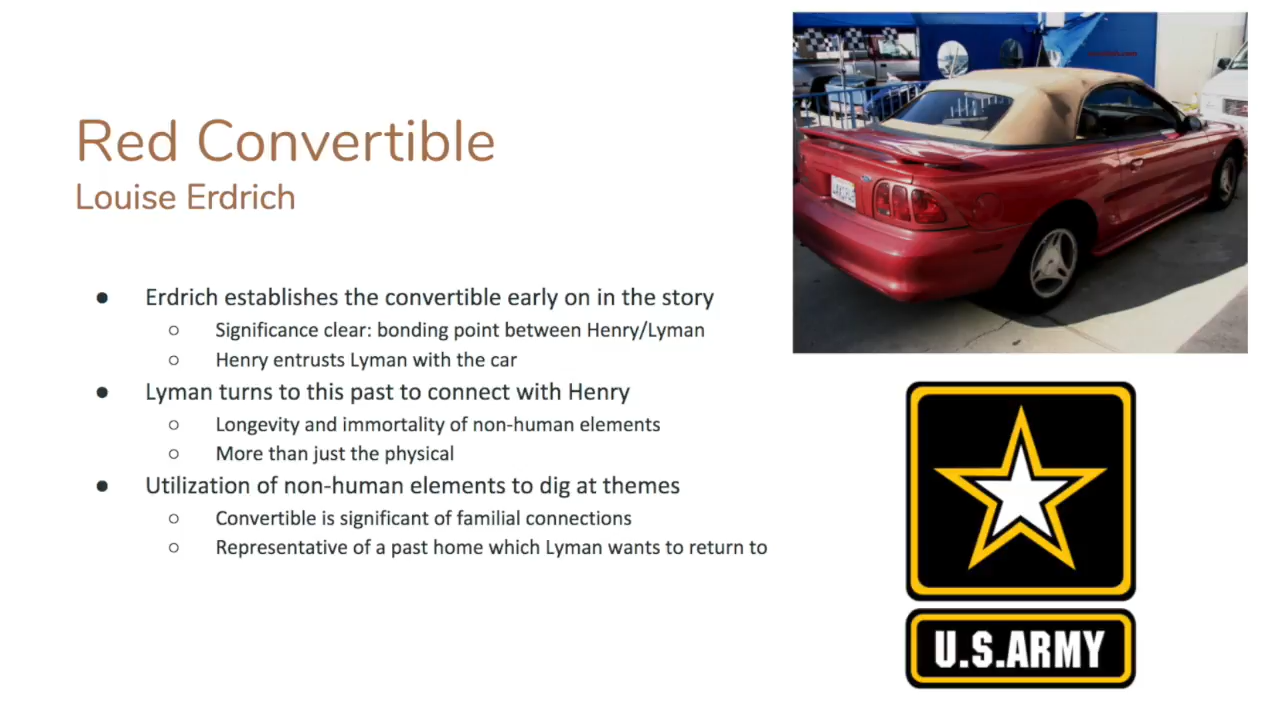 Red Convertible
Louise Erdrich
● Erdrich establishes the convertible early on in the story
○ Significance clear: bonding point between Henry/Lyman
○ Henry entrusts Lyman with the car
● Lyman turns to this past to connect with Henry
○ Longevity and immortality of non-human elements
○ More than just the physical
● Utilization of non-human elements to dig at themes
○ Convertible is significant of familial connections
○ Representative of a past home which Lyman wants to return to
U.S.ARMY